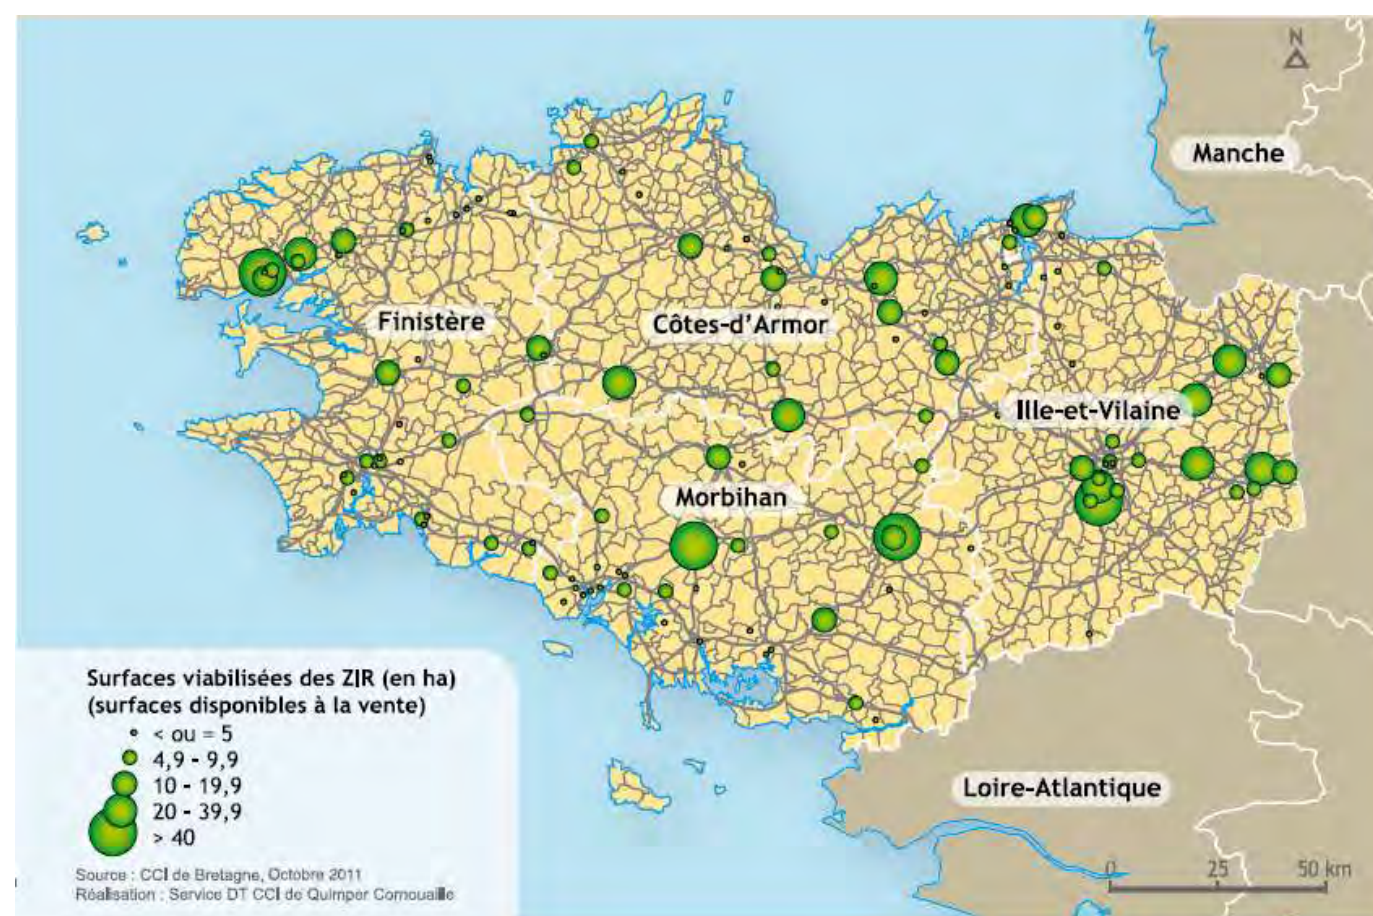 N
Manche
Finistère
Côtes-d'Armor
Ille-et-Vilaine
Morbihan
Surfaces viabilisées des ZIR (en ha)
(surfaces disponibles à la vente)
< ou = 5
4,9 - 9,9
10 - 19,9
20 - 39,9
> 40
Loire-Atlantique
0 25 50 km
Source : CCI de Bretagne, Octobre 2011
Réalisation : Service DT CCI de Quimper Cornouaille